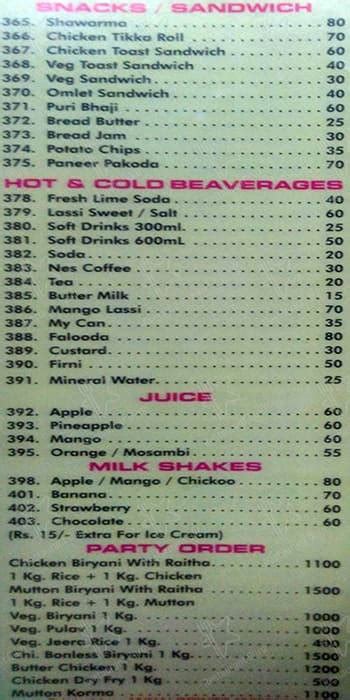 SNACKS / SANDWICH
365. Shawarma 80
366. Chicken Tikka Roll 70
367. Chicken Toast Sandwich 60
368. Veg Toast Sandwich 40
369. Veg Sandwich 30
370. Omlet Sandwich 40
371. Puri Bhaji 60
372. Bread Butter 25
373. Bread Jam 30
374. Potato Chips 35
375. Paneer Pakoda 70
HOT & COLD BEAVERAGES
378. Fresh Lime Soda 40
379. Lassi Sweet / Salt 60
380. Soft Drinks 300ml. 25
381. Soft Drinks 600mL 50
382. Soda 20
383. Nes Coffee 30
384. Tea 20
385. Butter Milk 15
386. Mango Lassi 70
387. My Can 35
388. Falooda 80
389. Custard 30
390. Firni 50
391. Mineral Water 25
JUICE
392. Apple 60
393. Pineapple 60
394. Mango 60
395. Orange / Mosambi 55
MILK SHAKES
398. Apple / Mango / Chickoo 80
401. Banana 70
402. Strawberry 60
403. Chocolate 60
(Rs. 15/- Extra For Ice Cream)
PARTY ORDER
Chicken Biryani With Raitha 1100
1 Kg. Rice + 1 Kg. Chicken
Mutton Biryani With Raitha 1500
1 Kg. Rice + 1 Kg. Mutton
Veg. Biryani 1 Kg. 1000
Veg. Pulav 1 Kg. 1000
Veg. Jeera Rice 1 Kg. 400
Chi. Bonless Biryani 1 Kg. 1500
Butter Chicken 1 Kg. 1200
Chicken Dry Fry 1 Kg. 1000
Mutton Korma 1100